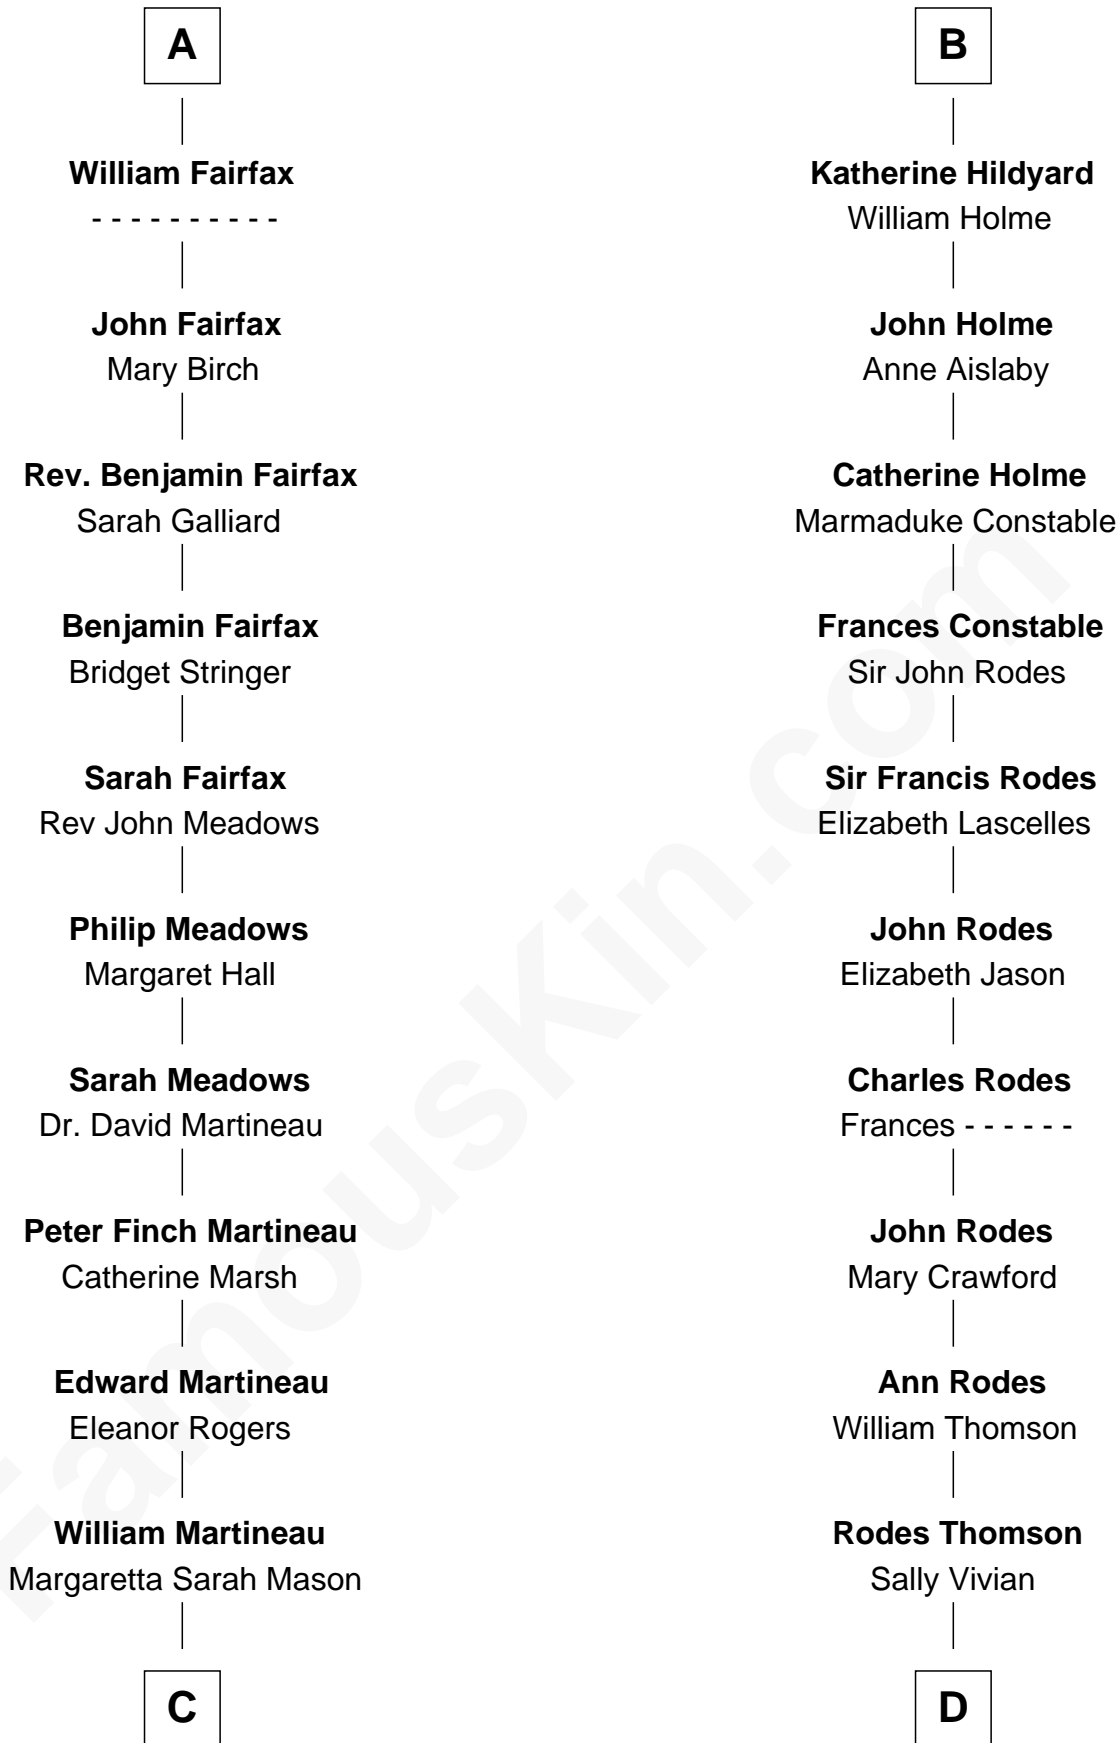 A
William Fairfax
- - - - - - - - - -
John Fairfax
Mary Birch
Rev. Benjamin Fairfax
Sarah Galliard
Benjamin Fairfax
Bridget Stringer
Sarah Fairfax
Rev John Meadows
Philip Meadows
Margaret Hall
Sarah Meadows
Dr. David Martineau
Peter Finch Martineau
Catherine Marsh
Edward Martineau
Eleanor Rogers
William Martineau
Margaretta Sarah Mason
C
B
Katherine Hildyard
William Holme
John Holme
Anne Aislaby
Catherine Holme
Marmaduke Constable
Frances Constable
Sir John Rodes
Sir Francis Rodes
Elizabeth Lascelles
John Rodes
Elizabeth Jason
Charles Rodes
Frances - - - - - -
John Rodes
Mary Crawford
Ann Rodes
William Thomson
Rodes Thomson
Sally Vivian
D
FamousKin.com